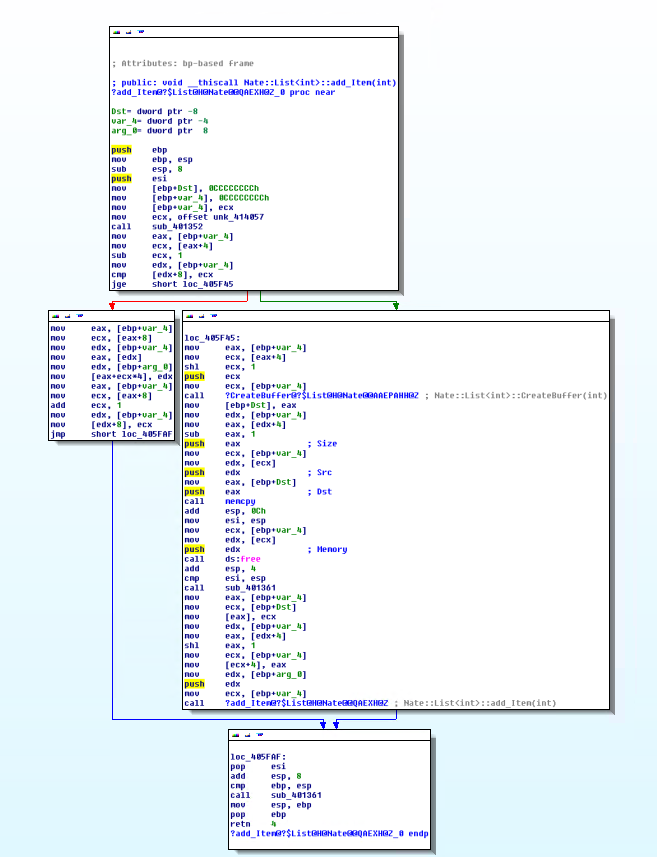 ; Attributes: bp-based frame
; public: void __thiscall Nate::List<int>::add_Item(int)
?add_Item@?$List@H@Nate@@QAEXH@Z_0 proc near
Dst= dword ptr -8
var_4= dword ptr -4
arg_0= dword ptr  8
push    ebp
mov     ebp, esp
sub     esp, 8
push    esi
mov     [ebp+Dst], 0CCCCCCCCh
mov     [ebp+var_4], 0CCCCCCCCh
mov     [ebp+var_4], ecx
mov     ecx, offset unk_414057
call    sub_401352
mov     eax, [ebp+var_4]
mov     ecx, [eax+4]
sub     ecx, 1
mov     edx, [ebp+var_4]
cmp     [edx+8], ecx
jge     short loc_405F45
mov     eax, [ebp+var_4]
mov     ecx, [eax+8]
mov     edx, [ebp+var_4]
mov     eax, [edx]
mov     edx, [ebp+arg_0]
mov     [eax+ecx*4], edx
mov     eax, [ebp+var_4]
mov     ecx, [eax+8]
add     ecx, 1
mov     edx, [ebp+var_4]
mov     [edx+8], ecx
jmp     short loc_405FAF
loc_405F45:
mov     eax, [ebp+var_4]
mov     ecx, [eax+4]
shl     ecx, 1
push    ecx
mov     ecx, [ebp+var_4]
call    ?CreateBuffer@?$List@H@Nate@@AAEPAHH@Z ; Nate::List<int>::CreateBuffer(int)
mov     [ebp+Dst], eax
mov     edx, [ebp+var_4]
mov     eax, [edx+4]
sub     eax, 1
push    eax             ; Size
mov     ecx, [ebp+var_4]
mov     edx, [ecx]
push    edx             ; Src
mov     eax, [ebp+Dst]
push    eax             ; Dst
call    memcpy
add     esp, 0Ch
mov     esi, esp
mov     ecx, [ebp+var_4]
mov     edx, [ecx]
push    edx             ; Memory
call    ds:free
add     esp, 4
cmp     esi, esp
call    sub_401361
mov     eax, [ebp+var_4]
mov     ecx, [ebp+Dst]
mov     [eax], ecx
mov     edx, [ebp+var_4]
mov     eax, [edx+4]
shl     eax, 1
mov     ecx, [ebp+var_4]
mov     [ecx+4], eax
mov     edx, [ebp+arg_0]
push    edx
mov     ecx, [ebp+var_4]
call    ?add_Item@?$List@H@Nate@@QAEXH@Z ; Nate::List<int>::add_Item(int)
loc_405FAF:
pop     esi
add     esp, 8
cmp     ebp, esp
call    sub_401361
mov     esp, ebp
pop     ebp
retn    4
?add_Item@?$List@H@Nate@@QAEXH@Z_0 endp